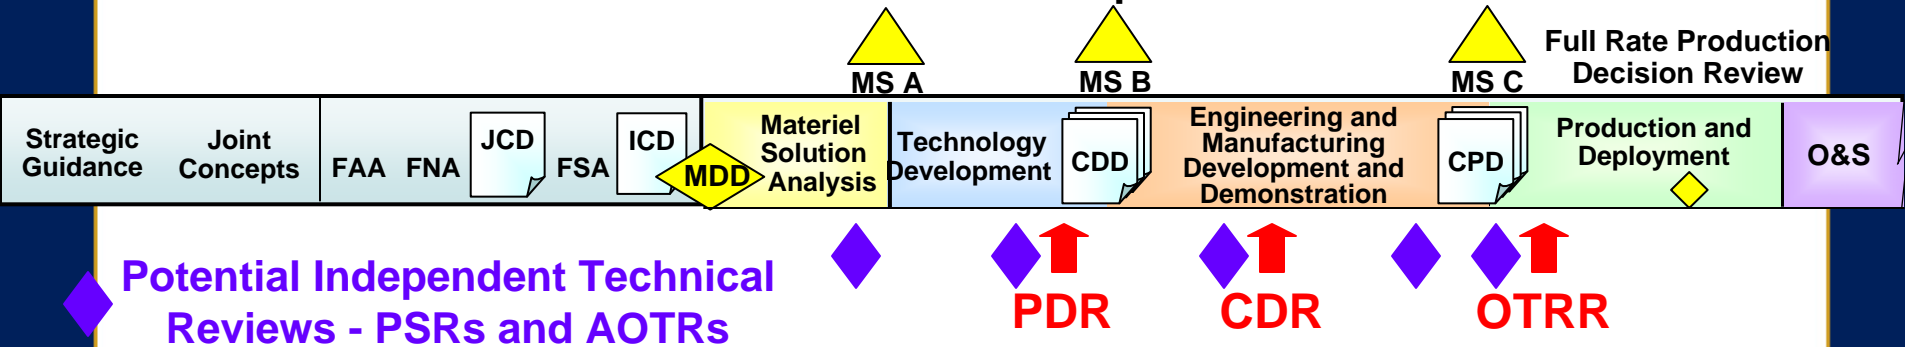 MS A
MS B
MS C
Full Rate Production
Decision Review
Strategic
Guidance
Joint
Concepts
FAA
FNA
JCD
FSA
ICD
MDD
Materiel
Solution
Analysis
Technology
Development
CDD
Engineering and
Manufacturing
Development and
Demonstration
CPD
Production and
Deployment
O&S
Potential Independent Technical
Reviews - PSRs and AOTRs
PDR
CDR
OTRR